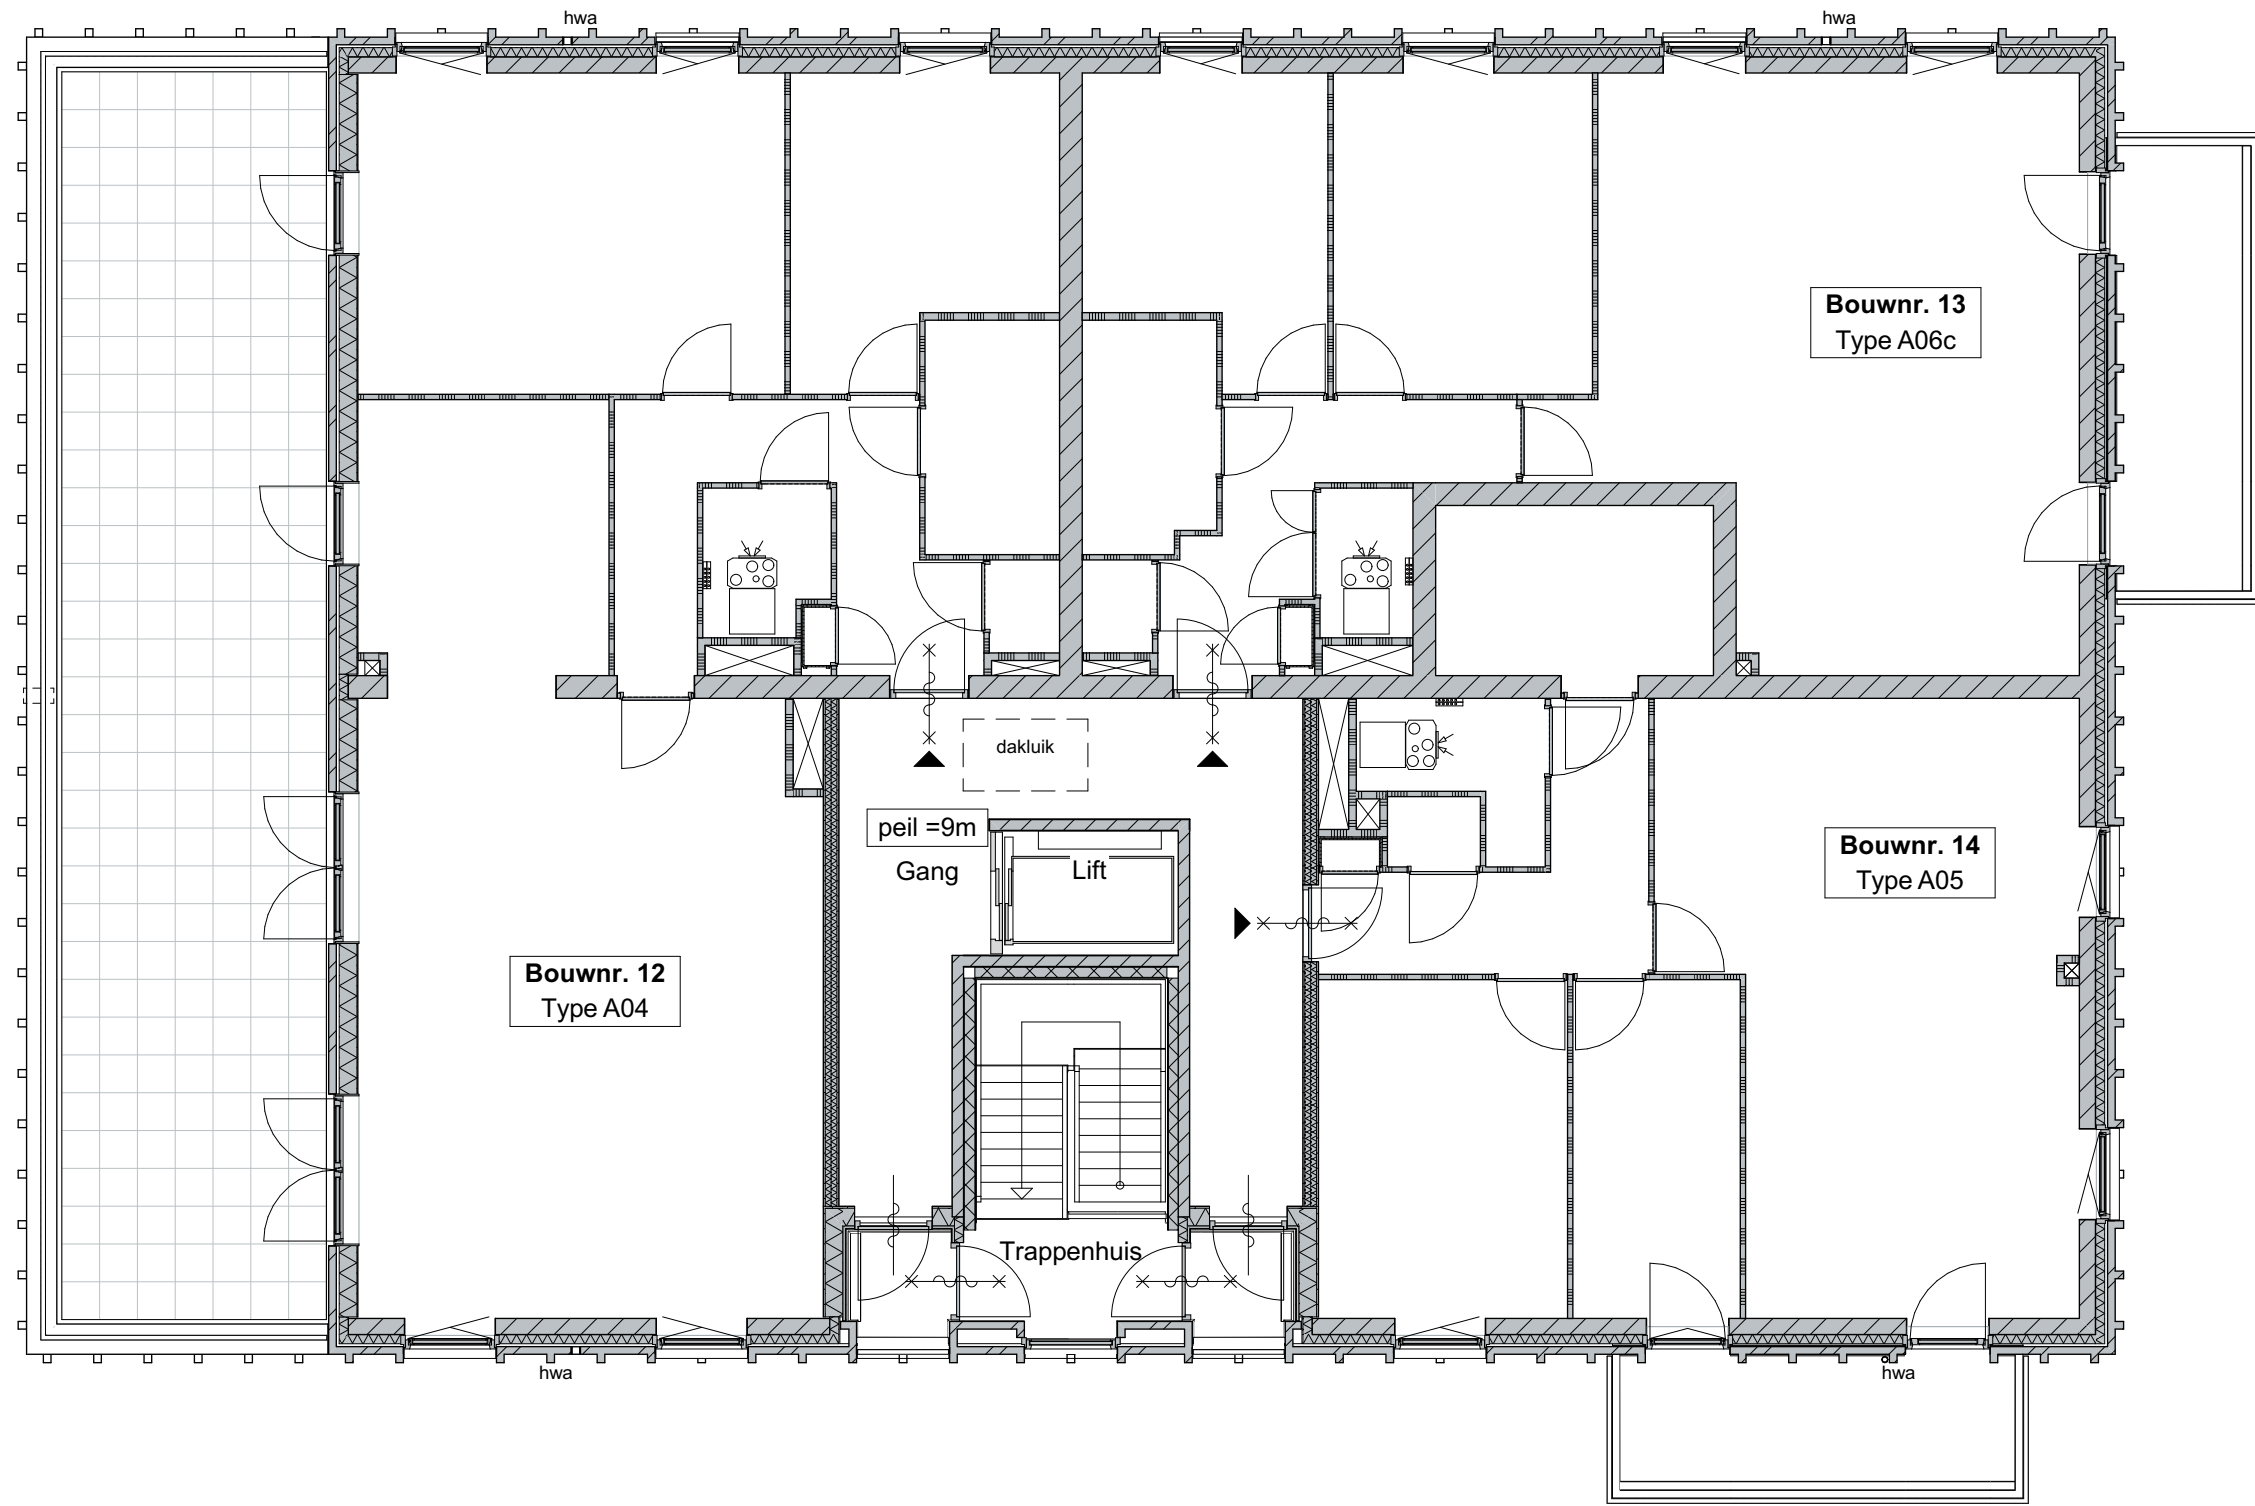 hwa
hwa
Bouwnr. 13
Type A06c
dakluik
peil =9m
Gang
Lift
Bouwnr. 14
Type A05
Bouwnr. 12
Type A04
Trappenhuis
hwa
hwa